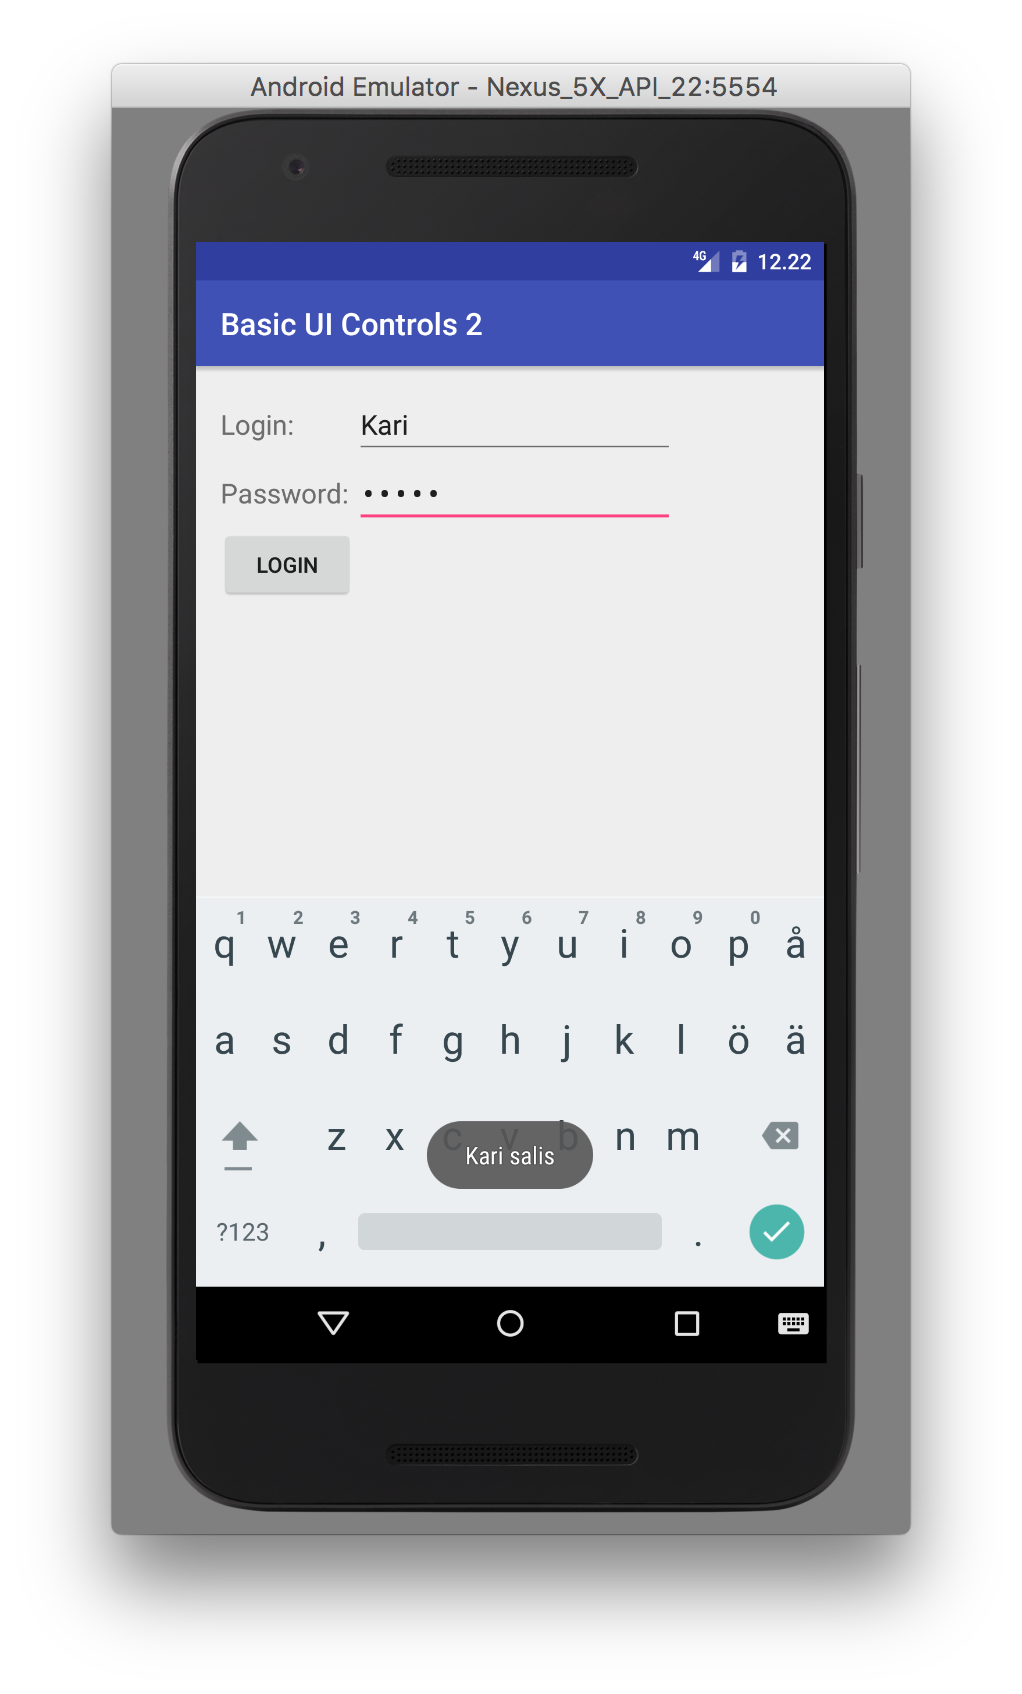 Android Emulator - Nexus_5X_API_22:5554
4G 12.22
Basic UI Controls 2
Login: Kari
Password: •••••
LOGIN
1 2 3 4 5 6 7 8 9 0
q w e r t y u i o p å
a s d f g h j k l ö ä
z x c v b n m
Kari salis
?123 , .